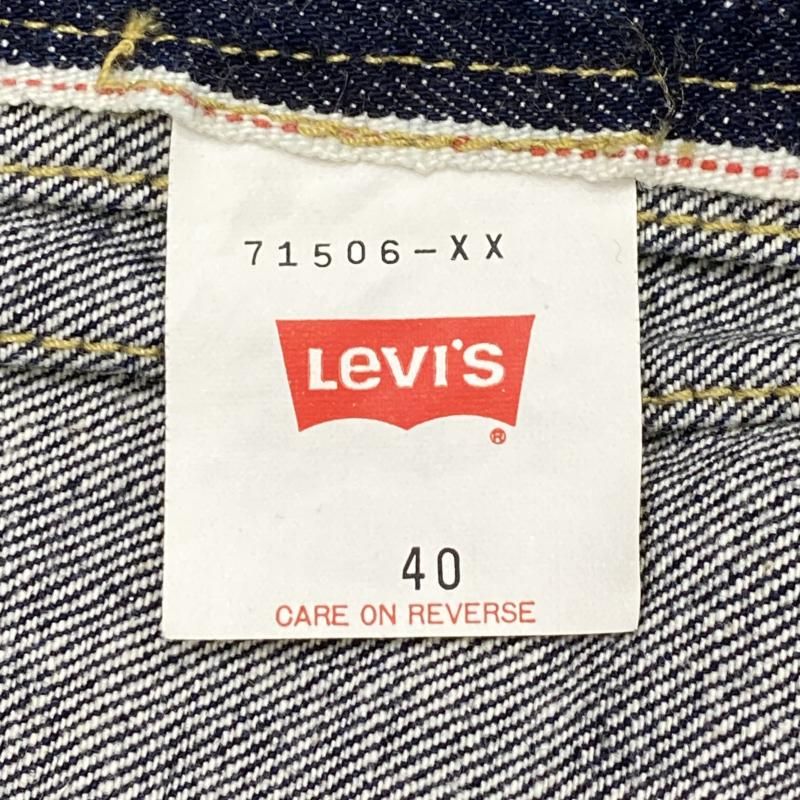 71506-XX
Levi's
®
40
CARE ON REVERSE